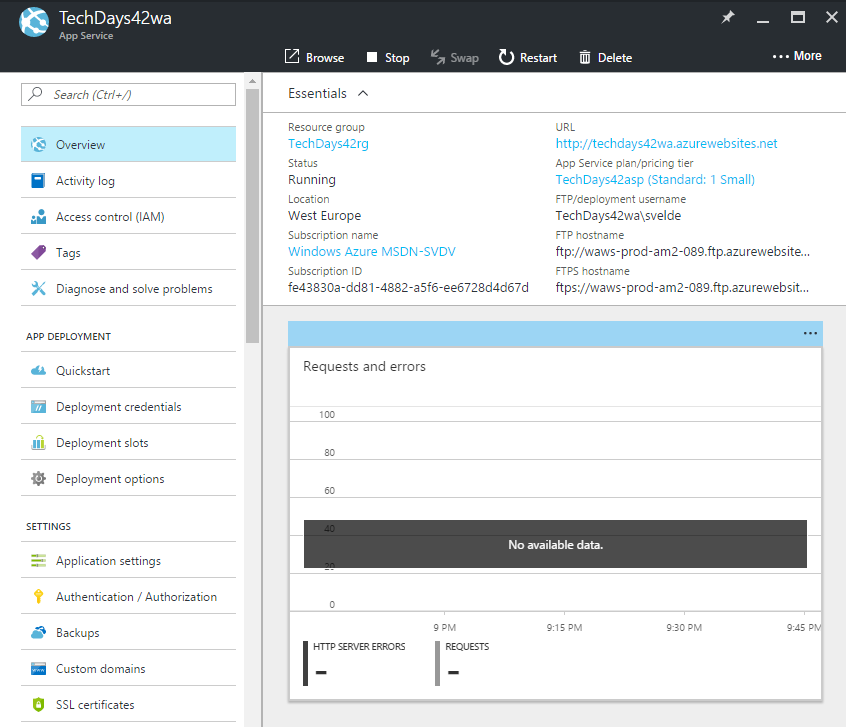 TechDays42wa
App Service
Browse Stop Swap Restart Delete More
Search (Ctrl+/)
Overview
Activity log
Access control (IAM)
Tags
Diagnose and solve problems
APP DEPLOYMENT
Quickstart
Deployment credentials
Deployment slots
Deployment options
SETTINGS
Application settings
Authentication / Authorization
Backups
Custom domains
SSL certificates
Essentials
Resource group
TechDays42rg
Status
Running
Location
West Europe
Subscription name
Windows Azure MSDN-SVDV
Subscription ID
fe43830a-dd81-4882-a5f6-ee6728d4d67d
URL
http://techdays42wa.azurewebsites.net
App Service plan/pricing tier
TechDays42asp (Standard: 1 Small)
FTP/deployment username
TechDays42wa\svelde
FTP hostname
ftp://waws-prod-am2-089.ftp.azurewebsite...
FTPS hostname
ftps://waws-prod-am2-089.ftp.azurewebsit...
Requests and errors
100
80
60
40
No available data.
20
0
9 PM 9:15 PM 9:30 PM 9:45 PM
HTTP SERVER ERRORS REQUESTS
-- --